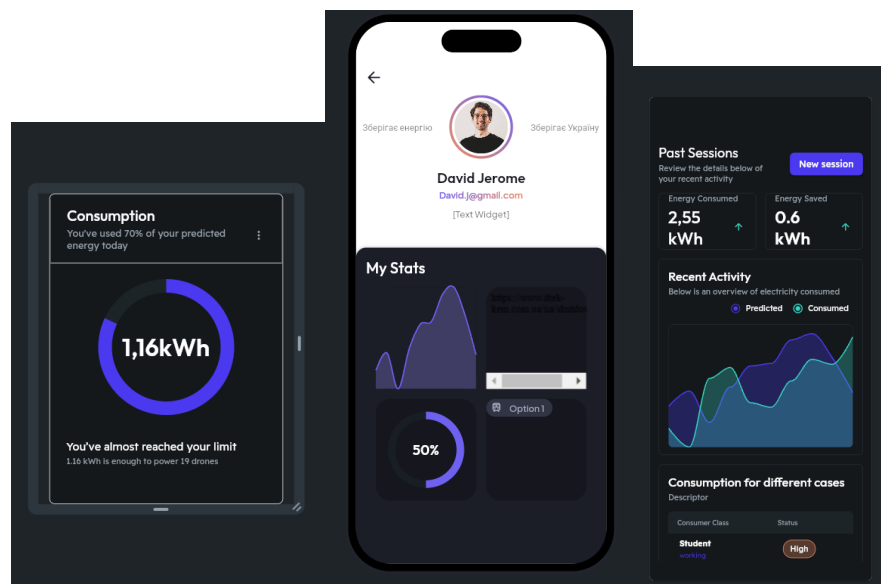 Consumption
You've used 70% of your predicted
energy today
1,16kWh
You've almost reached your limit
1.16 kWh is enough to power 19 drones
Зберігає енергію
Зберігає Україну
David Jerome
David.j@gmail.com
[Text Widget]
My Stats
50%
Option 1
Past Sessions
Review the details below of
your recent activity
New session
Energy Consumed
2,55
kWh
Energy Saved
0.6
kWh
Recent Activity
Below is an overview of electricity consumed
Predicted
Consumed
Consumption for different cases
Descriptor
Consumer Class
Status
Student
working
High